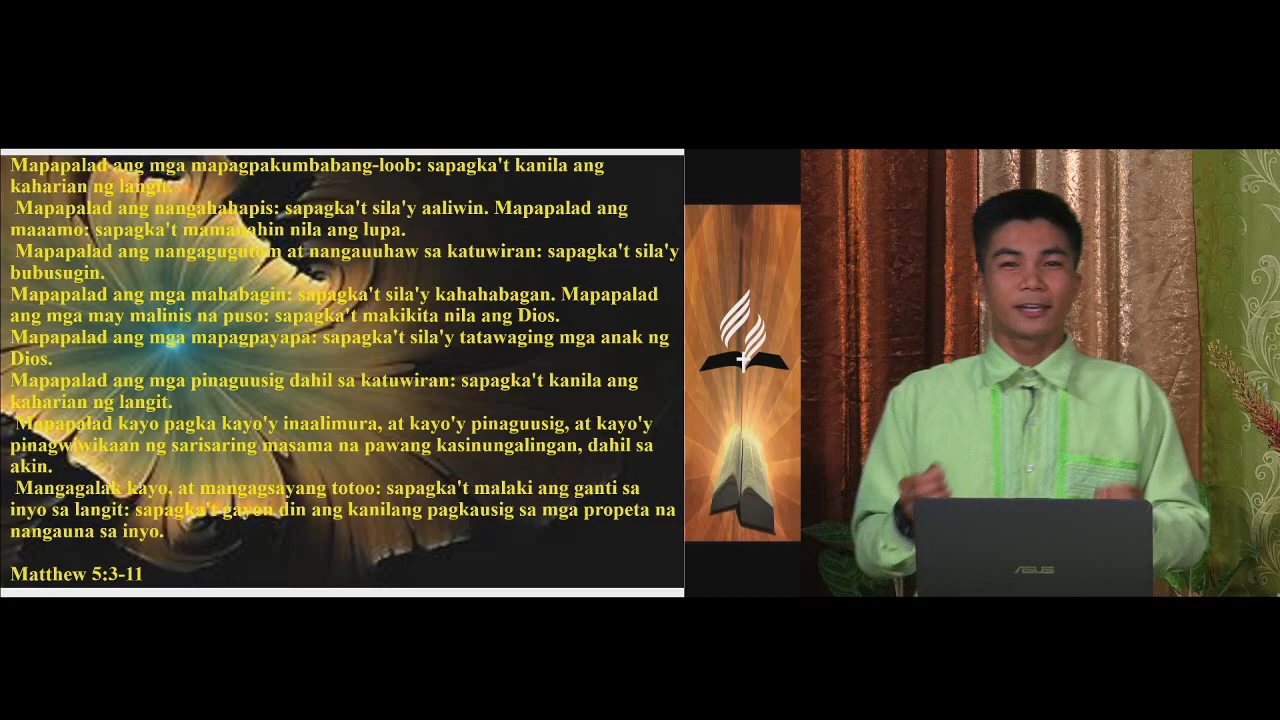 Mapapalad ang mga mapagpakumbabang-loob: sapagka't kanila ang
kaharian ng langit.
Mapapalad ang nangahahapis: sapagka't sila'y aaliwin. Mapapalad ang
maaamo: sapagka't mamanahin nila ang lupa.
Mapapalad ang nangagugutom at nangauuhaw sa katuwiran: sapagka't sila'y
bubusugin.
Mapapalad ang mga mahabagin: sapagka't sila'y kahahabagan. Mapapalad
ang mga may malinis na puso: sapagka't makikita nila ang Dios.
Mapapalad ang mga mapagpayapa: sapagka't sila'y tatawaging mga anak ng
Dios.
Mapapalad ang mga pinaguusig dahil sa katuwiran: sapagka't kanila ang
kaharian ng langit.
Mapapalad kayo pagka kayo'y inaalimura, at kayo'y pinaguusig, at kayo'y
pinagwiwikaan ng sarisaring masama na pawang kasinungalingan, dahil sa
akin.
Mangagalak kayo, at mangagsayang totoo: sapagka't malaki ang ganti sa
inyo sa langit: sapagka't gayon din ang kanilang pagkausig sa mga propeta na
nangauna sa inyo.
Matthew 5:3-11
ASUS